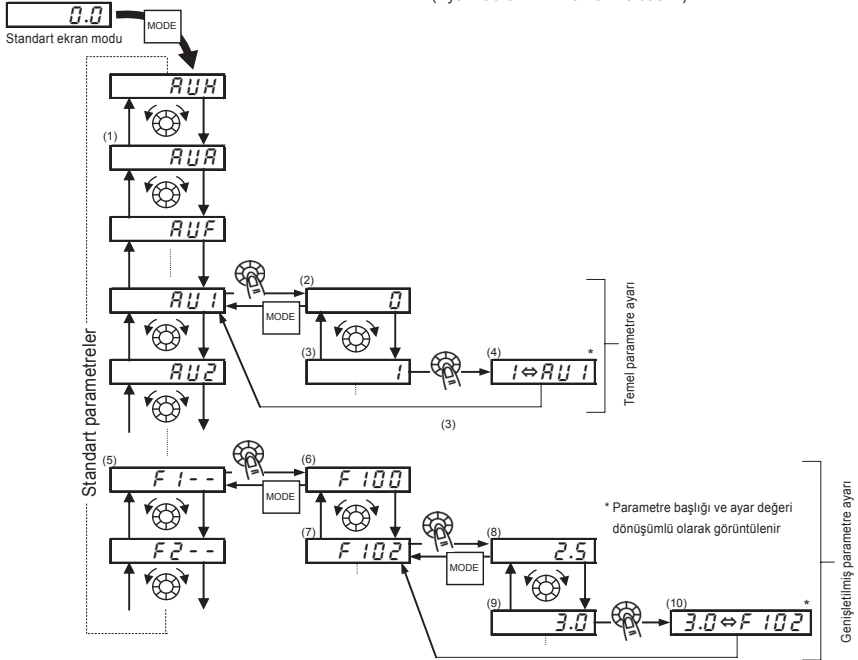 0.0
MODE
Standart ekran modu
AUH
(1)
AUA
AUF
(2)
AU1
0
MODE
(3)
(4)
*
AU2
1
1⇔AU1
(3)
Temel parametre ayarı
Standart parametreler
(5)
(6)
F1--
F100
MODE
* Parametre başlığı ve ayar değeri
dönüşümlü olarak görüntülenir
(7)
(8)
F2--
F102
2.5
MODE
(9)
(10)
*
3.0
3.0⇔F102
Genişletilmiş parametre ayarı